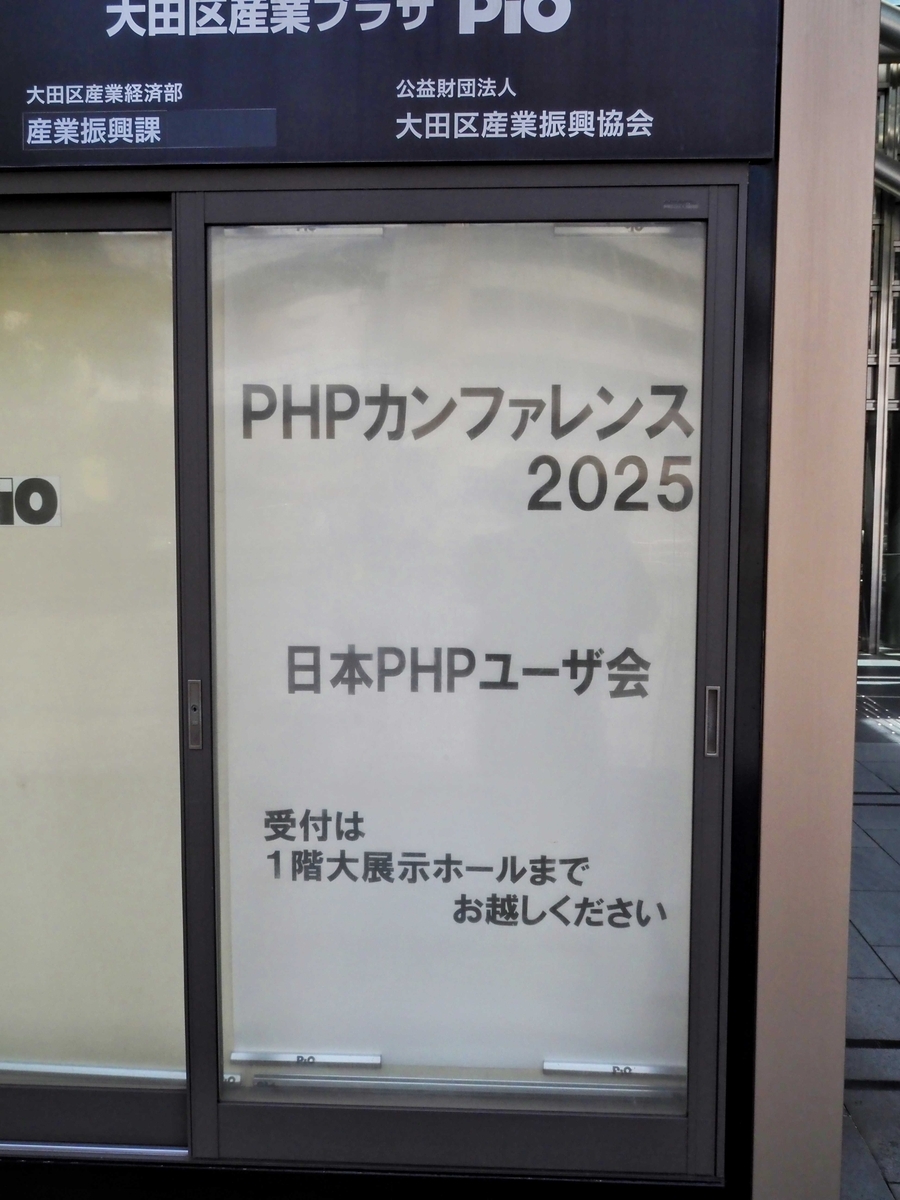 大田区産業プラザ PiO
大田区産業経済部
産業振興課
公益財団法人
大田区産業振興協会
PHPカンファレンス
2025
iO
日本PHPユーザ会
受付は
1階大展示ホールまで
お越しください
PiO
PiO